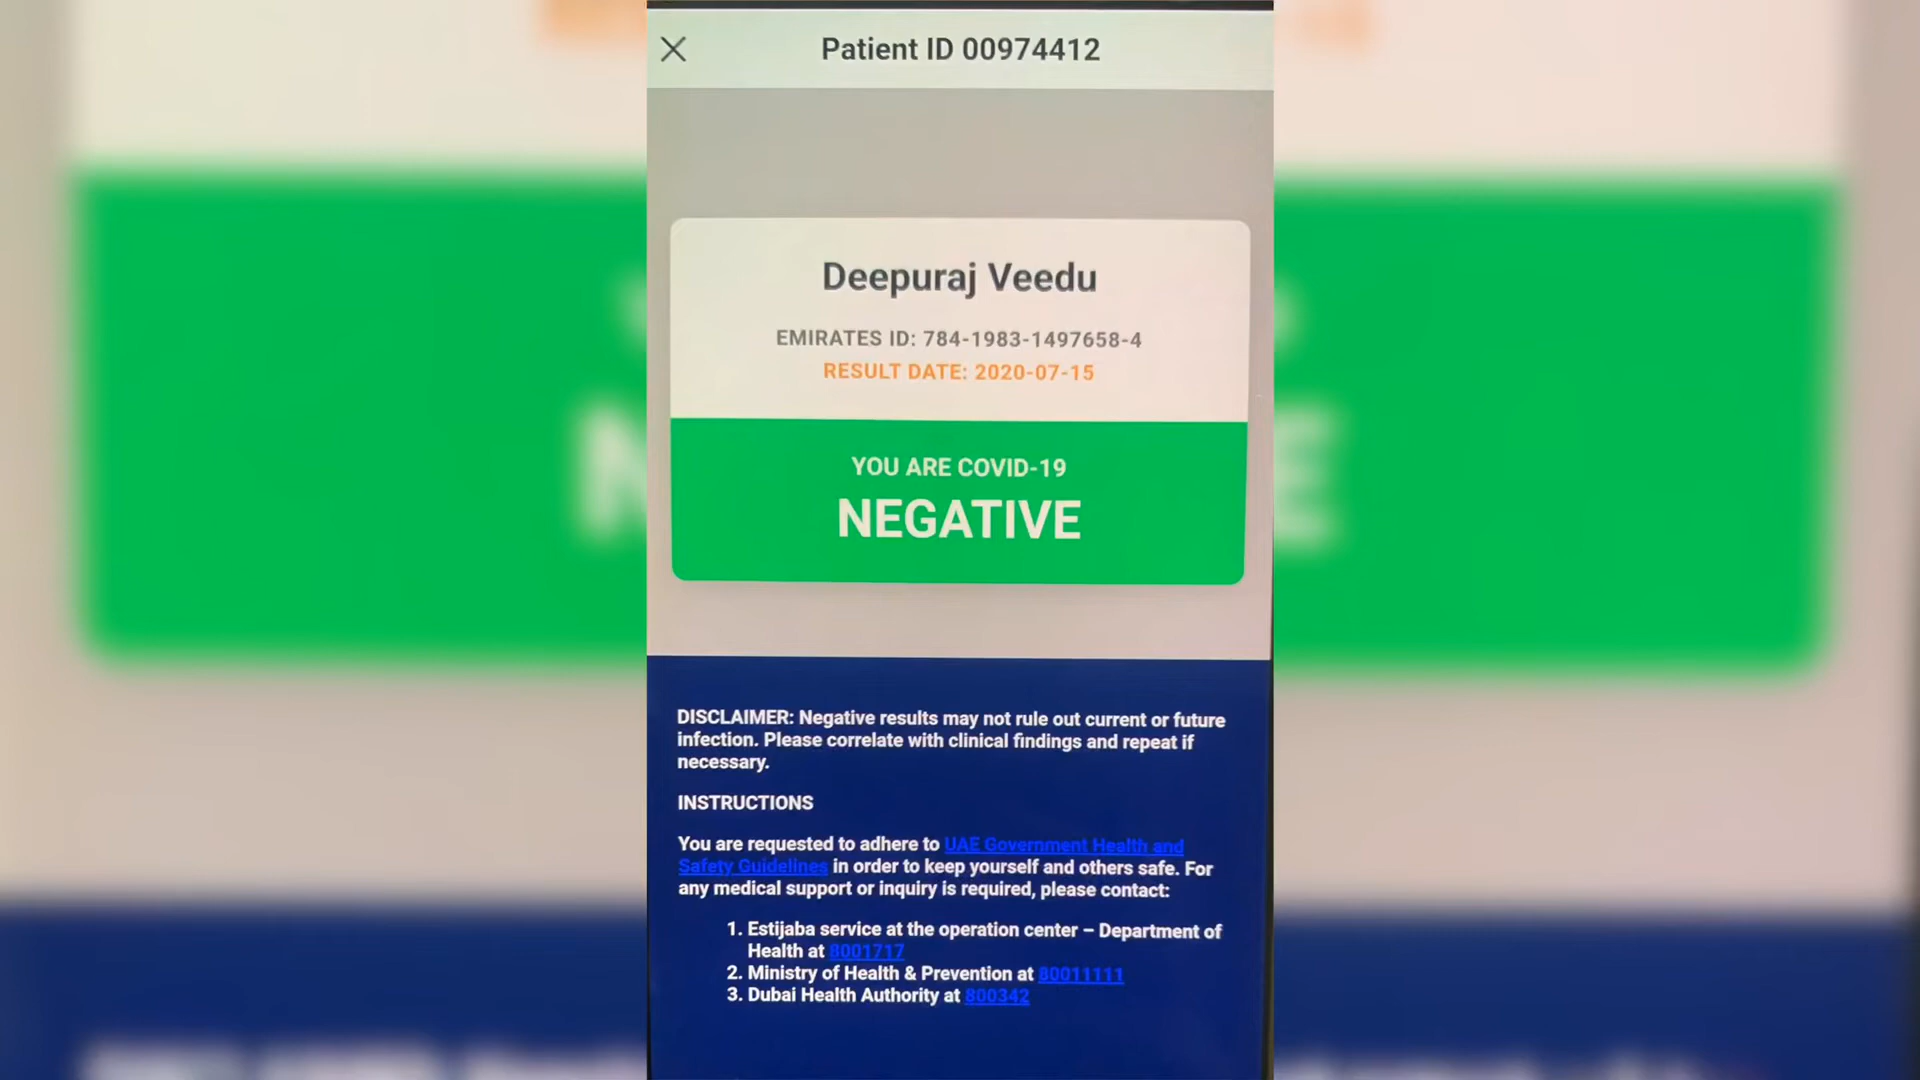 Patient ID 00974412
Deepuraj Veedu
EMIRATES ID: 784-1983-1497658-4
RESULT DATE: 2020-07-15
YOU ARE COVID-19
NEGATIVE
DISCLAIMER: Negative results may not rule out current or future
infection. Please correlate with clinical findings and repeat if
necessary.
INSTRUCTIONS
You are requested to adhere to UAE Government Health and
Safety Guidelines in order to keep yourself and others safe. For
any medical support or inquiry is required, please contact:
1. Estijaba service at the operation center – Department of
Health at 8001717
2. Ministry of Health & Prevention at 80011111
3. Dubai Health Authority at 800342